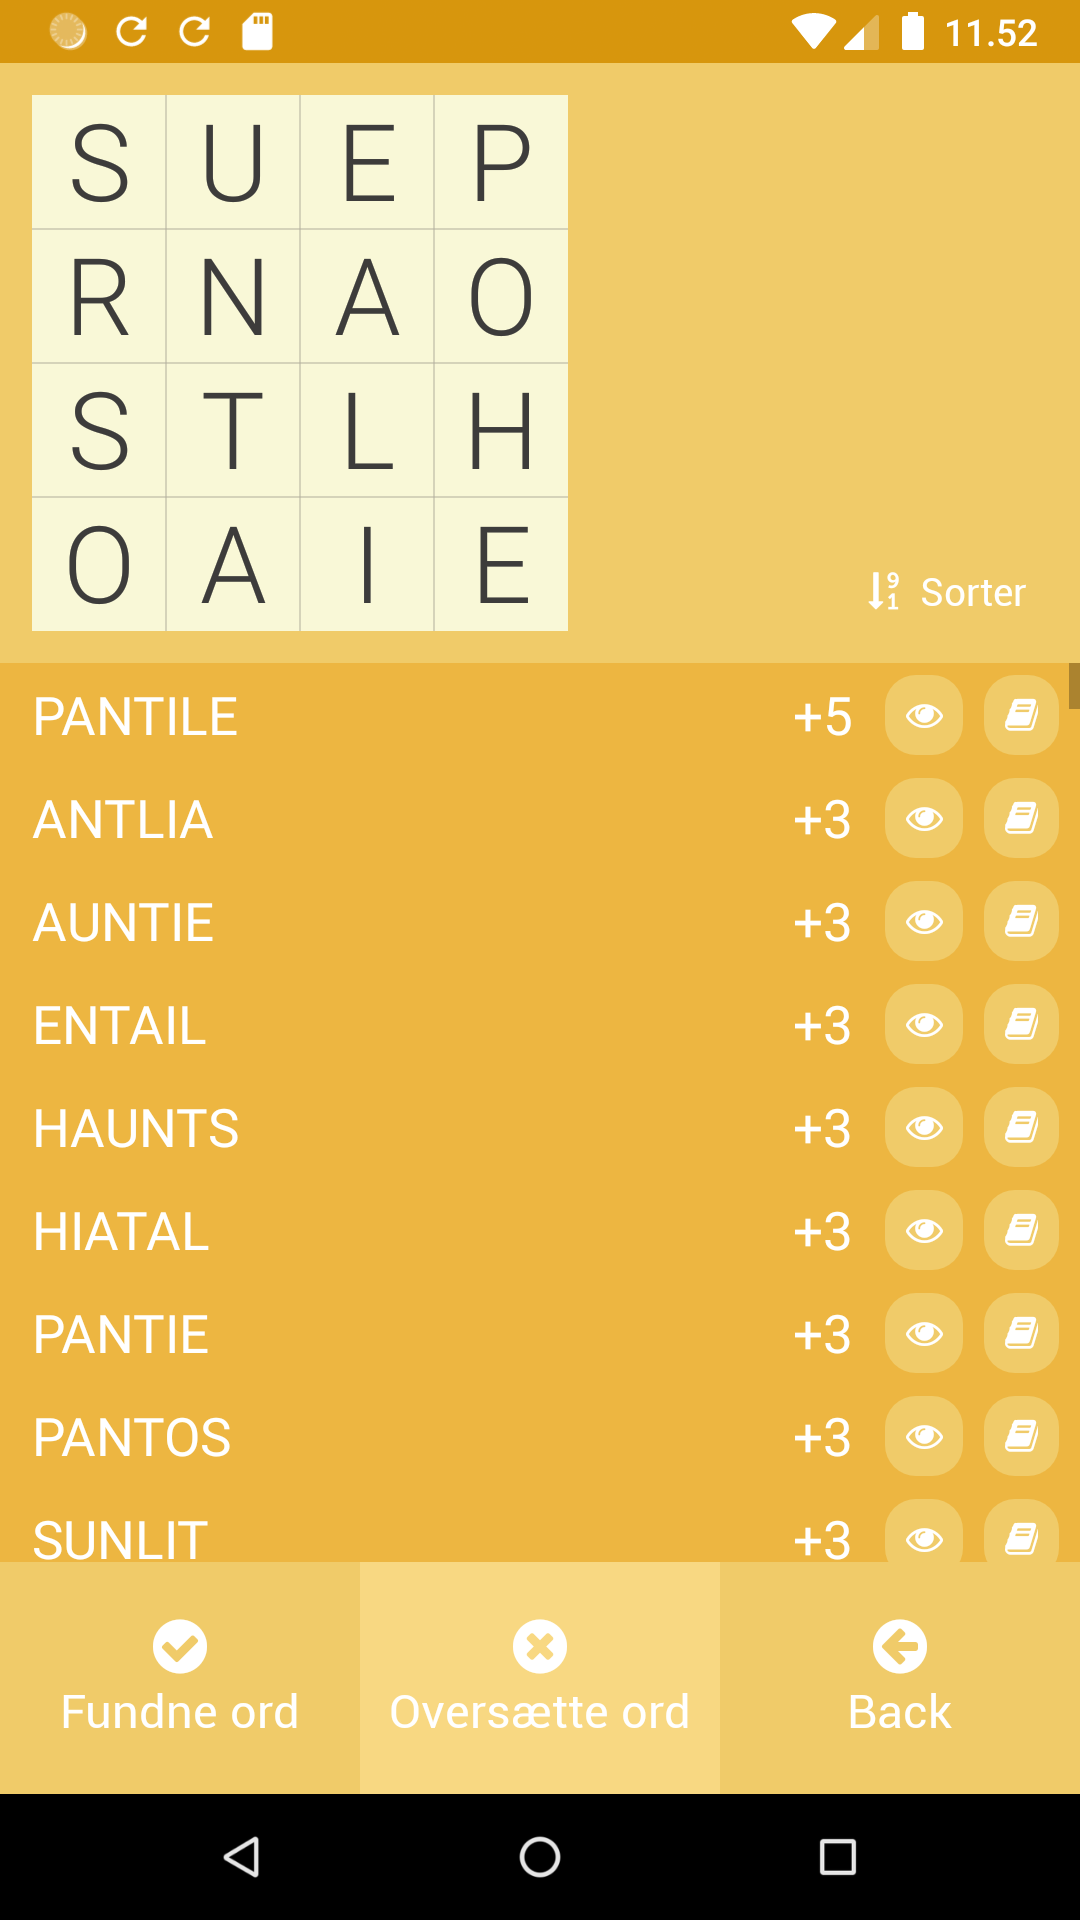 11.52
S U E P
R N A O
S T L H
O A I E
Sorter
PANTILE +5
ANTLIA +3
AUNTIE +3
ENTAIL +3
HAUNTS +3
HIATAL +3
PANTIE +3
PANTOS +3
SUNLIT +3
Fundne ord Oversætte ord Back